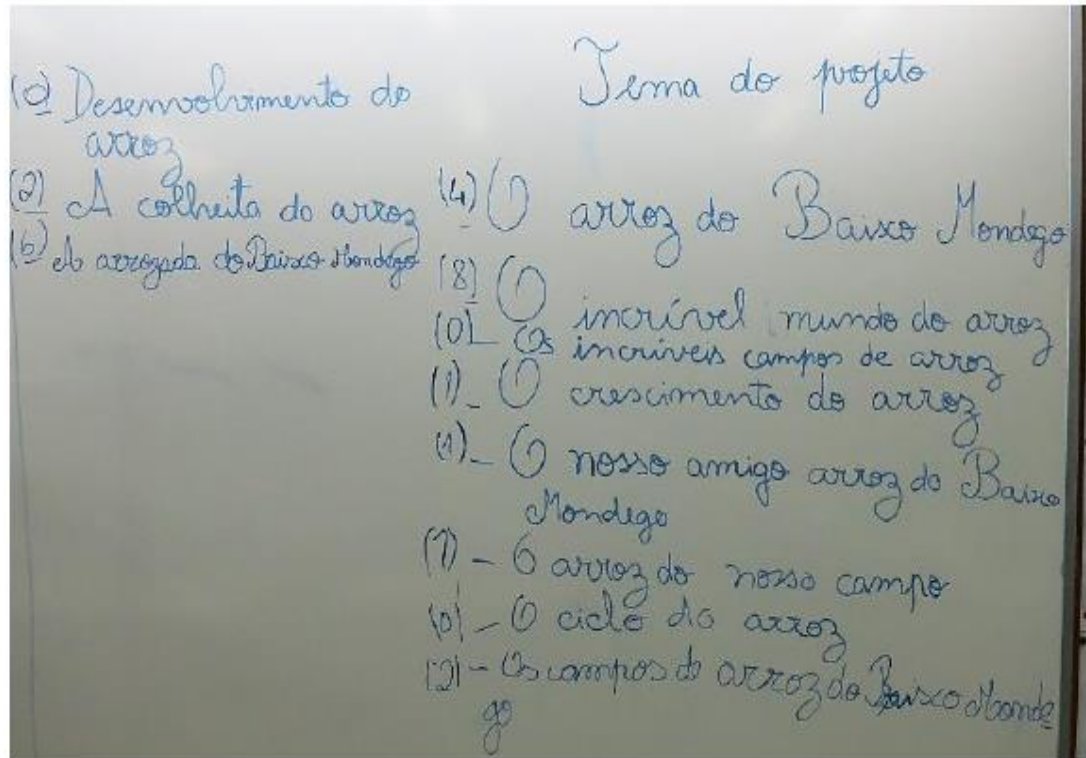 Tema do projeto
(0) Desenvolvimento do
arroz
(2) A colheita do arroz
(6) A arrozada do Baixo Mondego
(4) O arroz do Baixo Mondego
(8) O incrível mundo do arroz
(0) - Os incríveis campos de arroz
(1) - O crescimento do arroz
(1) - O nosso amigo arroz do Baixo
Mondego
(7) - O arroz do nosso campo
(0) - O ciclo do arroz
(2) - Os campos de arroz do Baixo Monde
go